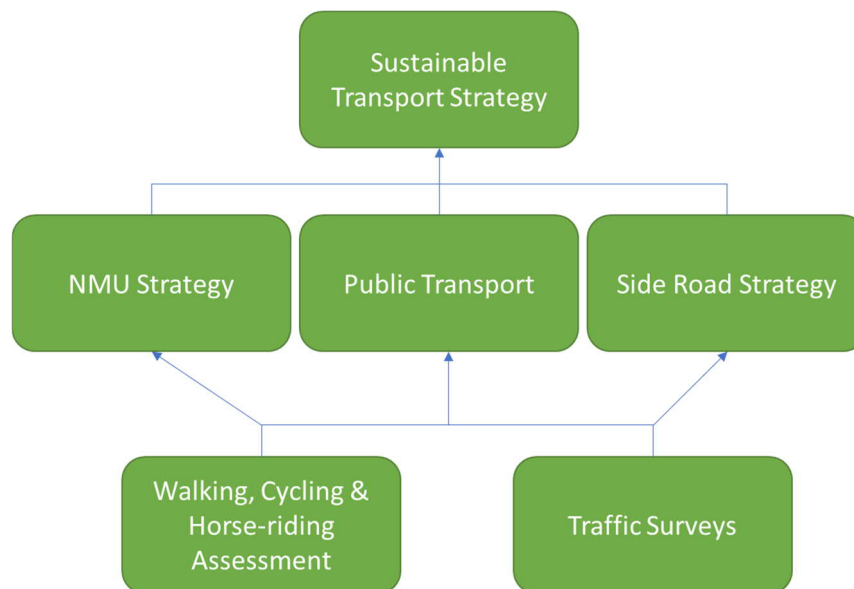 Sustainable
Transport Strategy
NMU Strategy
Public Transport
Side Road Strategy
Walking, Cycling &
Horse-riding
Assessment
Traffic Surveys